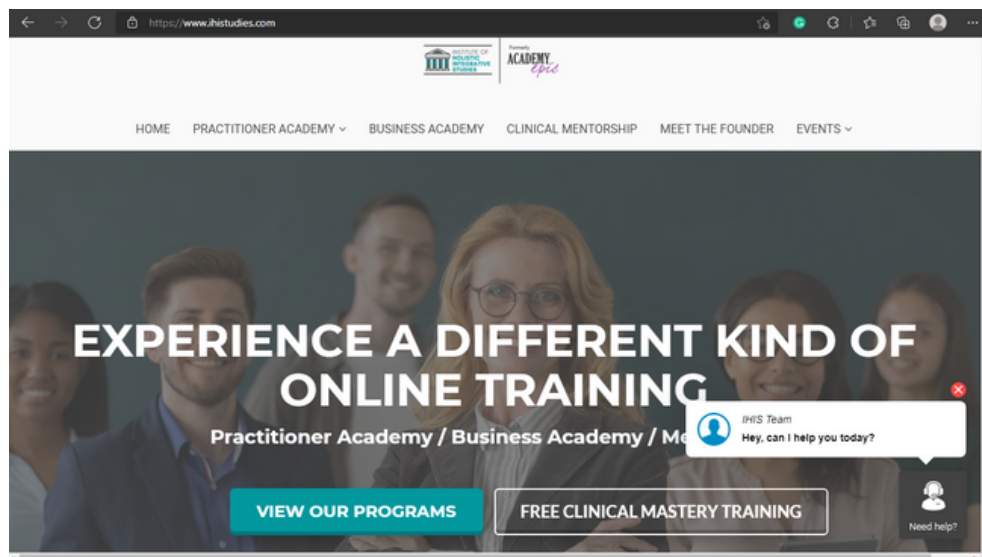 https://www.ihistudies.com
INSTITUTE OF
HOLISTIC
INTEGRATIVE
STUDIES
Formerly
ACADEMY
epic
HOME PRACTITIONER ACADEMY BUSINESS ACADEMY CLINICAL MENTORSHIP MEET THE FOUNDER EVENTS
EXPERIENCE A DIFFERENT KIND OF
ONLINE TRAINING
Practitioner Academy / Business Academy / Me
IHIS Team
Hey, can I help you today?
VIEW OUR PROGRAMS
FREE CLINICAL MASTERY TRAINING
Need help?